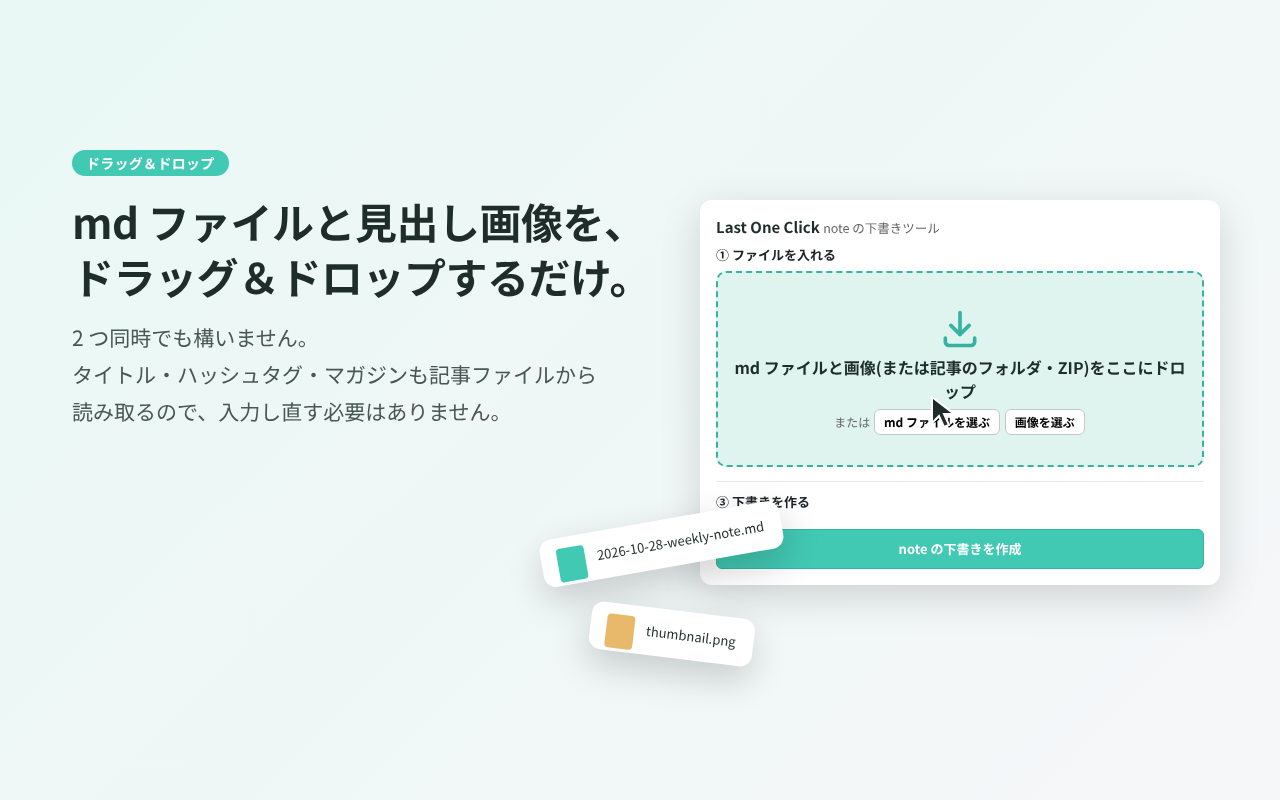 ドラッグ＆ドロップ
md ファイルと見出し画像を、
ドラッグ＆ドロップするだけ。
2 つ同時でも構いません。
タイトル・ハッシュタグ・マガジンも記事ファイルから
読み取るので、入力し直す必要はありません。
Last One Click note の下書きツール
① ファイルを入れる
md ファイルと画像(または記事のフォルダ・ZIP)をここにドロ
ップ
または md ファイルを選ぶ 画像を選ぶ
③ 下書きを作る
2026-10-28-weekly-note.md
note の下書きを作成
thumbnail.png